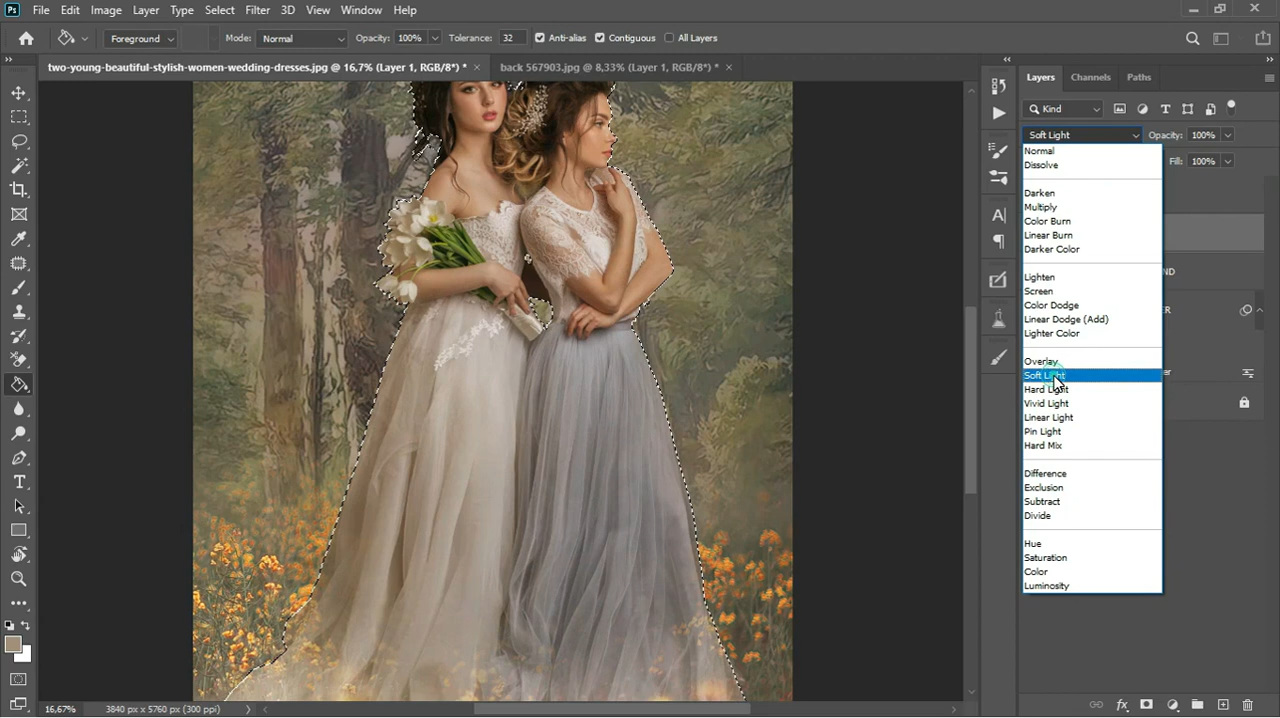 Ps File Edit Image Layer Type Select Filter 3D View Window Help
Foreground Mode: Normal Opacity: 100% Tolerance: 32 Anti-alias Contiguous All Layers
two-young-beautiful-stylish-women-wedding-dresses.jpg @ 16,7% (Layer 1, RGB/8*) * × back 567903.jpg @ 8,33% (Layer 1, RGB/8*) * ×
Layers Channels Paths
Kind
Soft Light Opacity: 100%
Normal
Fill: 100%
Dissolve
Darken
Multiply
Color Burn
Linear Burn
Darker Color
ND
Lighten
Screen
Color Dodge
Linear Dodge (Add)
Lighter Color
Overlay
Soft Light
Hard Light
Vivid Light
Linear Light
Pin Light
Hard Mix
Difference
Exclusion
Subtract
Divide
Hue
Saturation
Color
Luminosity
16,67% 3840 px x 5760 px (300 ppi)